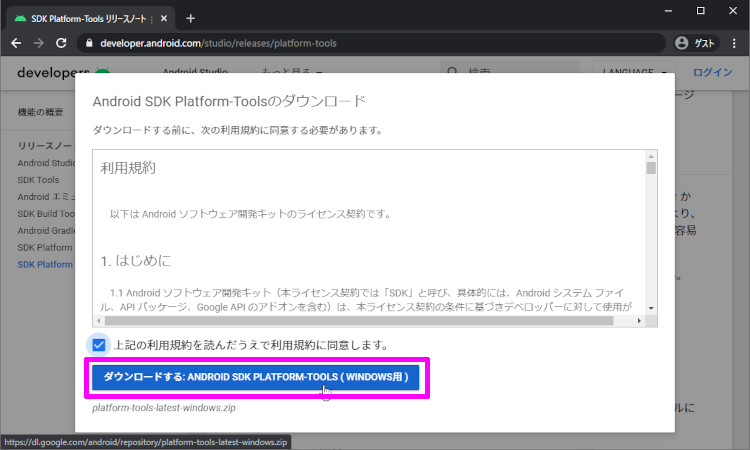 SDK Platform-Tools リリースノート
developer.android.com/studio/releases/platform-tools
ゲスト
developers
Android Studio
もっと見る
検索
LANGUAGE
ログイン
機能の概要
リリースノー
Android Studio
SDK Tools
Android エミュ
SDK Build Too
Android Gradle
SDK Platform
SDK Platform
Android SDK Platform-Toolsのダウンロード
ダウンロードする前に、次の利用規約に同意する必要があります。
利用規約
以下は Android ソフトウェア開発キットのライセンス契約です。
1. はじめに
1.1 Android ソフトウェア開発キット（本ライセンス契約では「SDK」と呼び、具体的には、Android システム ファイ
ル、API パッケージ、Google API のアドオンを含む）は、本ライセンス契約の条件に基づきデベロッパーに対して使用が
上記の利用規約を読んだうえで利用規約に同意します。
ダウンロードする: ANDROID SDK PLATFORM-TOOLS ( WINDOWS用 )
platform-tools-latest-windows.zip
ージ
か
より、
容易
。
ルに
https://dl.google.com/android/repository/platform-tools-latest-windows.zip